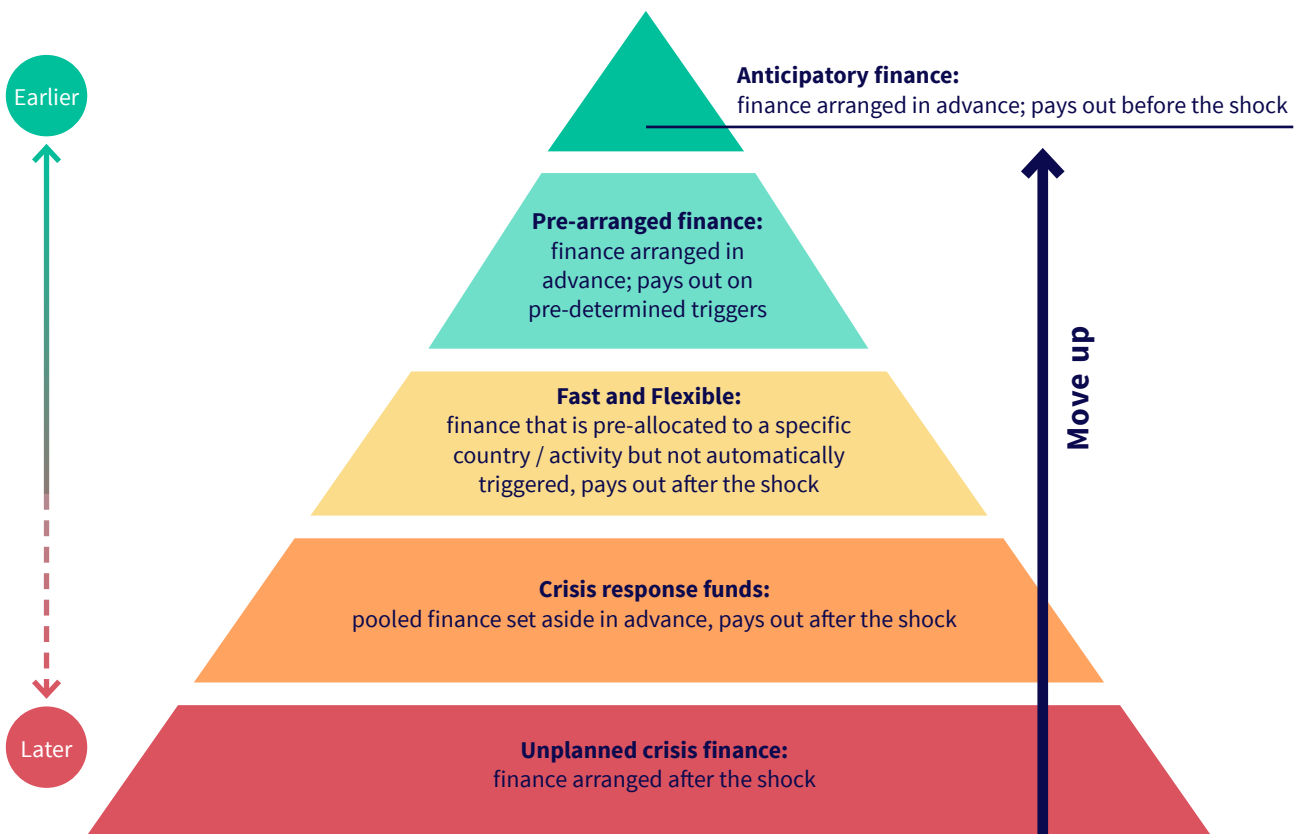 Earlier
Anticipatory finance:
finance arranged in advance; pays out before the shock
Pre-arranged finance:
finance arranged in
advance; pays out on
pre-determined triggers
Move up
Fast and Flexible:
finance that is pre-allocated to a specific
country / activity but not automatically
triggered, pays out after the shock
Crisis response funds:
pooled finance set aside in advance, pays out after the shock
Later
Unplanned crisis finance:
finance arranged after the shock